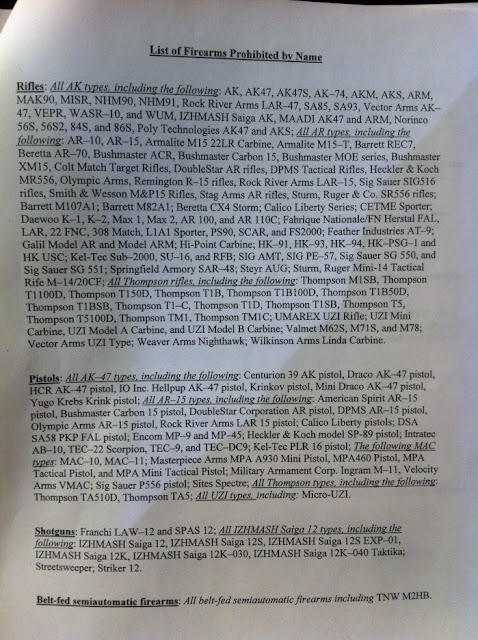 List of Firearms Prohibited by Name
Rifles: All AK types, including the following: AK, AK47, AK47S, AK–74, AKM, AKS, ARM,
MAK90, MISR, NHM90, NHM91, Rock River Arms LAR–47, SA85, SA93, Vector Arms AK–
47, VEPR, WASR–10, and WUM, IZHMASH Saiga AK, MAADI AK47 and ARM, Norinco
56S, 56S2, 84S, and 86S, Poly Technologies AK47 and AKS; All AR types, including the
following: AR–10, AR–15, Armalite M15 22LR Carbine, Armalite M15–T, Barrett REC7,
Beretta AR–70, Bushmaster ACR, Bushmaster Carbon 15, Bushmaster MOE series, Bushmaster
XM15, Colt Match Target Rifles, DoubleStar AR rifles, DPMS Tactical Rifles, Heckler & Koch
MR556, Olympic Arms, Remington R–15 rifles, Rock River Arms LAR–15, Sig Sauer SIG516
rifles, Smith & Wesson M&P15 Rifles, Stag Arms AR rifles, Sturm, Ruger & Co. SR556 rifles;
Barrett M107A1; Barrett M82A1; Beretta CX4 Storm; Calico Liberty Series; CETME Sporter;
Daewoo K–1, K–2, Max 1, Max 2, AR 100, and AR 110C; Fabrique Nationale/FN Herstal FAL,
LAR, 22 FNC, 308 Match, L1A1 Sporter, PS90, SCAR, and FS2000; Feather Industries AT–9;
Galil Model AR and Model ARM; Hi-Point Carbine; HK–91, HK–93, HK–94, HK–PSG–1 and
HK USC; Kel-Tec Sub–2000, SU–16, and RFB; SIG AMT, SIG PE–57, Sig Sauer SG 550, and
Sig Sauer SG 551; Springfield Armory SAR–48; Steyr AUG; Sturm, Ruger Mini-14 Tactical
Rife M–14/20CF; All Thompson rifles, including the following: Thompson M1SB, Thompson
T1100D, Thompson T150D, Thompson T1B, Thompson T1B100D, Thompson T1B50D,
Thompson T1BSB, Thompson T1–C, Thompson T1D, Thompson T1SB, Thompson T5,
Thompson T5100D, Thompson TM1, Thompson TM1C; UMAREX UZI Rifle; UZI Mini
Carbine, UZI Model A Carbine, and UZI Model B Carbine; Valmet M62S, M71S, and M78;
Vector Arms UZI Type; Weaver Arms Nighthawk; Wilkinson Arms Linda Carbine.
Pistols: All AK–47 types, including the following: Centurion 39 AK pistol, Draco AK–47 pistol,
HCR AK–47 pistol, IO Inc. Hellpup AK–47 pistol, Krinkov pistol, Mini Draco AK–47 pistol,
Yugo Krebs Krink pistol; All AR–15 types, including the following: American Spirit AR–15
pistol, Bushmaster Carbon 15 pistol, DoubleStar Corporation AR pistol, DPMS AR–15 pistol,
Olympic Arms AR–15 pistol, Rock River Arms LAR 15 pistol; Calico Liberty pistols; DSA
SA58 PKP FAL pistol; Encom MP–9 and MP–45; Heckler & Koch model SP-89 pistol; Intratec
AB–10, TEC–22 Scorpion, TEC–9, and TEC–DC9; Kel-Tec PLR 16 pistol; The following MAC
types: MAC–10, MAC–11; Masterpiece Arms MPA A930 Mini Pistol, MPA460 Pistol, MPA
Tactical Pistol, and MPA Mini Tactical Pistol; Military Armament Corp. Ingram M–11, Velocity
Arms VMAC; Sig Sauer P556 pistol; Sites Spectre; All Thompson types, including the following:
Thompson TA510D, Thompson TA5; All UZI types, including: Micro-UZI.
Shotguns: Franchi LAW–12 and SPAS 12; All IZHMASH Saiga 12 types, including the
following: IZHMASH Saiga 12, IZHMASH Saiga 12S, IZHMASH Saiga 12S EXP–01,
IZHMASH Saiga 12K, IZHMASH Saiga 12K–030, IZHMASH Saiga 12K–040 Taktika;
Streetsweeper; Striker 12.
Belt-fed semiautomatic firearms: All belt-fed semiautomatic firearms including TNW M2HB.